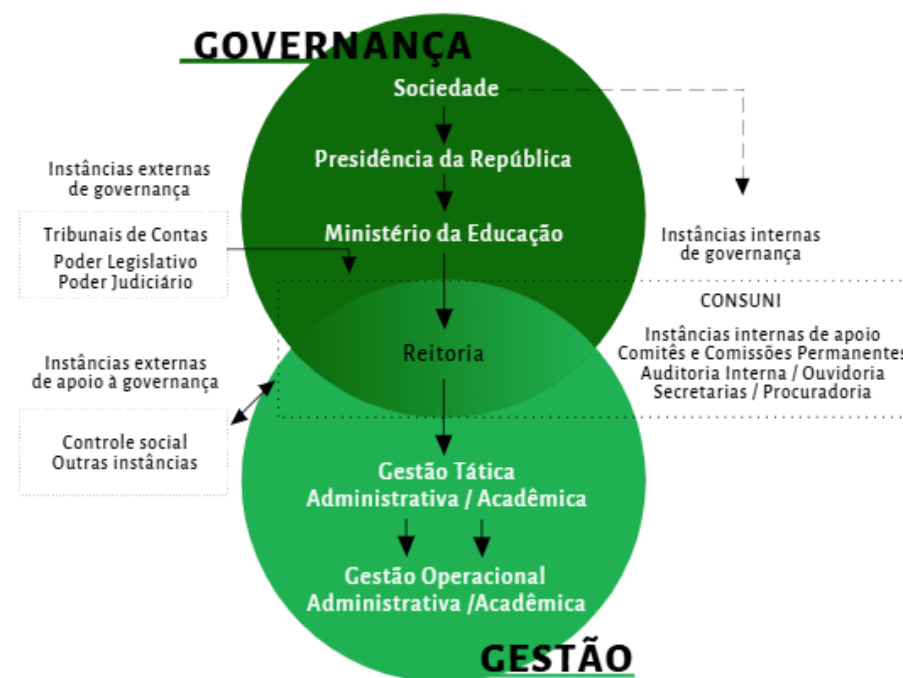 GOVERNANÇA
Sociedade
Presidência da República
Ministério da Educação
Instâncias externas
de governança
Tribunais de Contas
Poder Legislativo
Poder Judiciário
Instâncias internas
de governança
CONSUNI
Instâncias internas de apoio
Comitês e Comissões Permanentes
Auditoria Interna / Ouvidoria
Secretarias / Procuradoria
Reitoria
Instâncias externas
de apoio à governança
Controle social
Outras instâncias
Gestão Tática
Administrativa / Acadêmica
Gestão Operacional
Administrativa /Acadêmica
GESTÃO